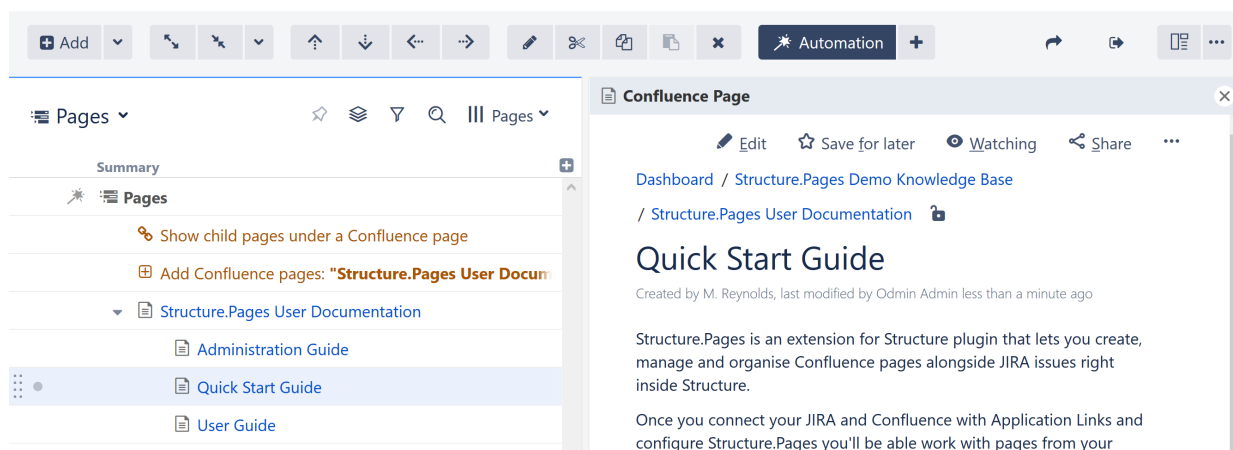 Add
Automation
Pages
Pages
Summary
Pages
Show child pages under a Confluence page
Add Confluence pages: "Structure.Pages User Docum
Structure.Pages User Documentation
Administration Guide
Quick Start Guide
User Guide
Confluence Page
Edit Save for later Watching Share
Dashboard / Structure.Pages Demo Knowledge Base
/ Structure.Pages User Documentation
Quick Start Guide
Created by M. Reynolds, last modified by Odmin Admin less than a minute ago
Structure.Pages is an extension for Structure plugin that lets you create,
manage and organise Confluence pages alongside JIRA issues right
inside Structure.
Once you connect your JIRA and Confluence with Application Links and
configure Structure.Pages you'll be able work with pages from your